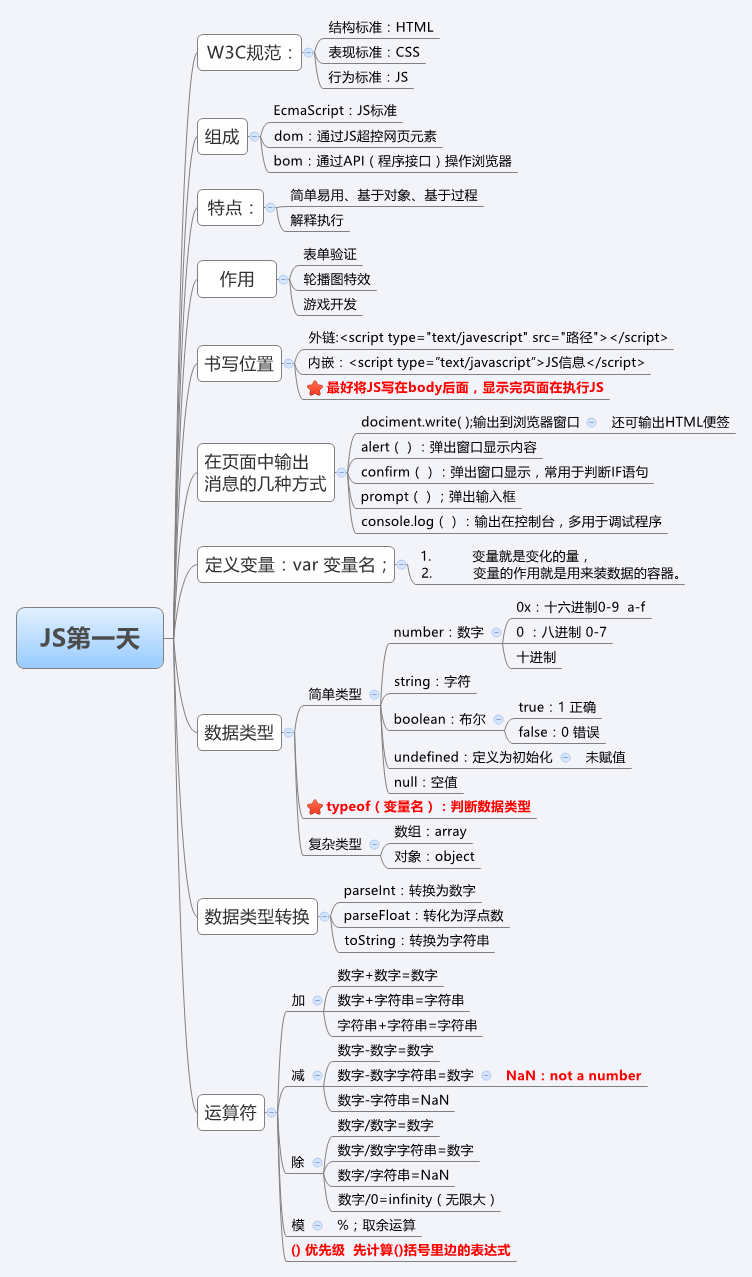 JS第一天
W3C规范：
结构标准：HTML
表现标准：CSS
行为标准：JS
组成
EcmaScript：JS标准
dom：通过JS超控网页元素
bom：通过API（程序接口）操作浏览器
特点：
简单易用、基于对象、基于过程
解释执行
作用
表单验证
轮播图特效
游戏开发
书写位置
外链:<script type="text/javescript" src="路径"></script>
内嵌：<script type=”text/javascript”>JS信息</script>
最好将JS写在body后面，显示完页面在执行JS
在页面中输出
消息的几种方式
dociment.write( );输出到浏览器窗口 还可输出HTML便签
alert（ ）：弹出窗口显示内容
confirm（ ）：弹出窗口显示，常用于判断IF语句
prompt（ ）；弹出输入框
console.log（ ）：输出在控制台，多用于调试程序
定义变量：var 变量名；
1. 变量就是变化的量，
2. 变量的作用就是用来装数据的容器。
数据类型
简单类型
number：数字
0x：十六进制0-9 a-f
0 ：八进制 0-7
十进制
string：字符
boolean：布尔
true：1 正确
false：0 错误
undefined：定义为初始化 未赋值
null：空值
typeof（变量名）：判断数据类型
复杂类型
数组：array
对象：object
数据类型转换
parseInt：转换为数字
parseFloat：转化为浮点数
toString：转换为字符串
运算符
加
数字+数字=数字
数字+字符串=字符串
字符串+字符串=字符串
减
数字-数字=数字
数字-数字字符串=数字 NaN：not a number
数字-字符串=NaN
除
数字/数字=数字
数字/数字字符串=数字
数字/字符串=NaN
数字/0=infinity（无限大）
模 %；取余运算
() 优先级 先计算()括号里边的表达式